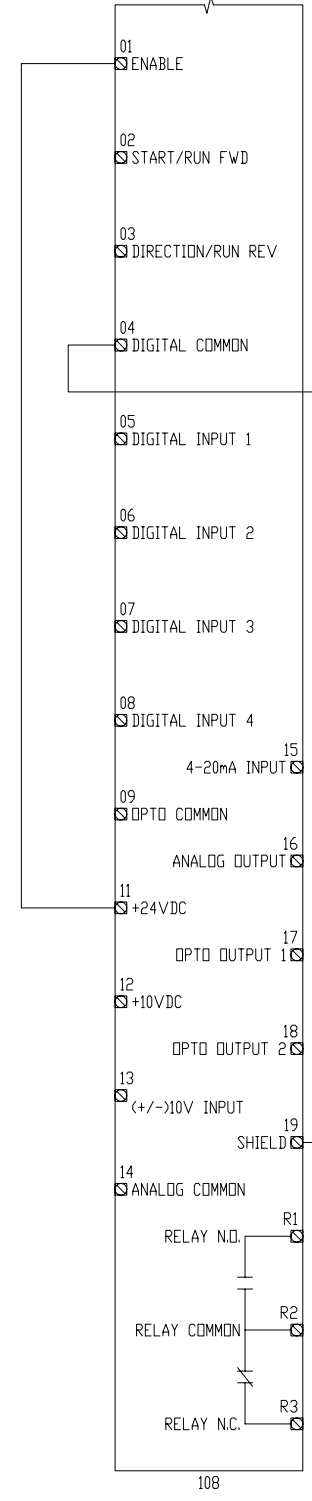 01
ENABLE
02
START/RUN FWD
03
DIRECTION/RUN REV
04
DIGITAL COMMON
05
DIGITAL INPUT 1
06
DIGITAL INPUT 2
07
DIGITAL INPUT 3
08
DIGITAL INPUT 4
15
4-20mA INPUT
09
OPTO COMMON
16
ANALOG OUTPUT
11
+24VDC
17
OPTO OUTPUT 1
12
+10VDC
18
OPTO OUTPUT 2
13
(+/-)10V INPUT
19
SHIELD
14
ANALOG COMMON
R1
RELAY N.O.
R2
RELAY COMMON
R3
RELAY N.C.
108